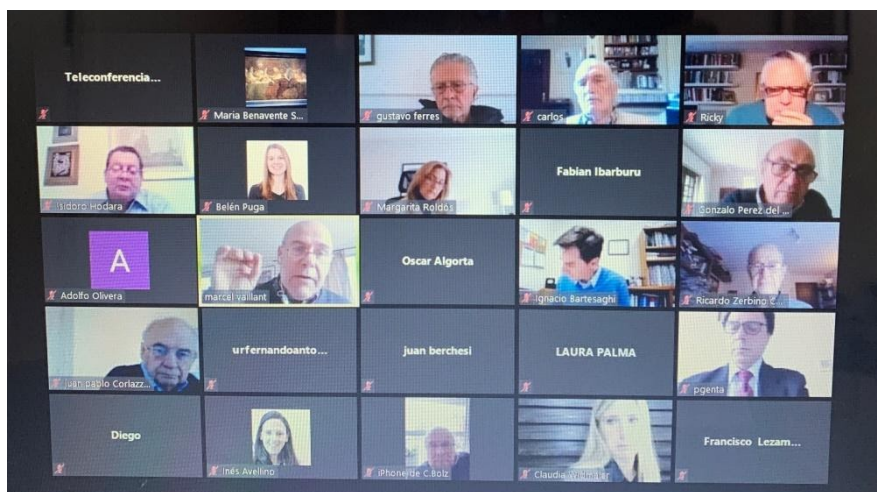 Teleconferencia...
Maria Benavente S...
gustavo ferres
carlos
Ricky
Isidoro Hodara
Belén Puga
Margarita Roldós
Fabian Ibarburu
Gonzalo Perez del ...
A
Adolfo Olivera
marcel vaillant
Oscar Algorta
Ignacio Bartesaghi
Ricardo Zerbino C...
juan pablo Corlazz...
urfernandoanto...
juan berchesi
LAURA PALMA
pgenta
Diego
Inés Avellino
iPhone de C.Bolz
Claudia
Francisco Lezam...